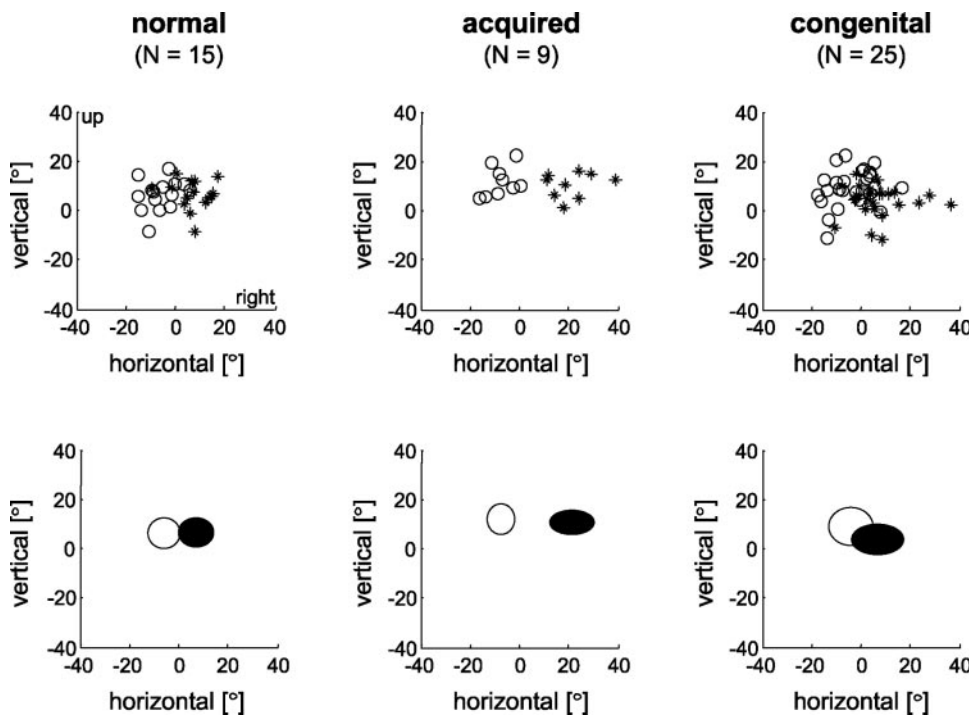 normal
(N = 15)
acquired
(N = 9)
congenital
(N = 25)
40
20
0
-20
-40
vertical [°]
up
right
-40 -20 0 20 40
horizontal [°]
40
20
0
-20
-40
vertical [°]
-40 -20 0 20 40
horizontal [°]
40
20
0
-20
-40
vertical [°]
-40 -20 0 20 40
horizontal [°]
40
20
0
-20
-40
vertical [°]
-40 -20 0 20 40
horizontal [°]
40
20
0
-20
-40
vertical [°]
-40 -20 0 20 40
horizontal [°]
40
20
0
-20
-40
vertical [°]
-40 -20 0 20 40
horizontal [°]